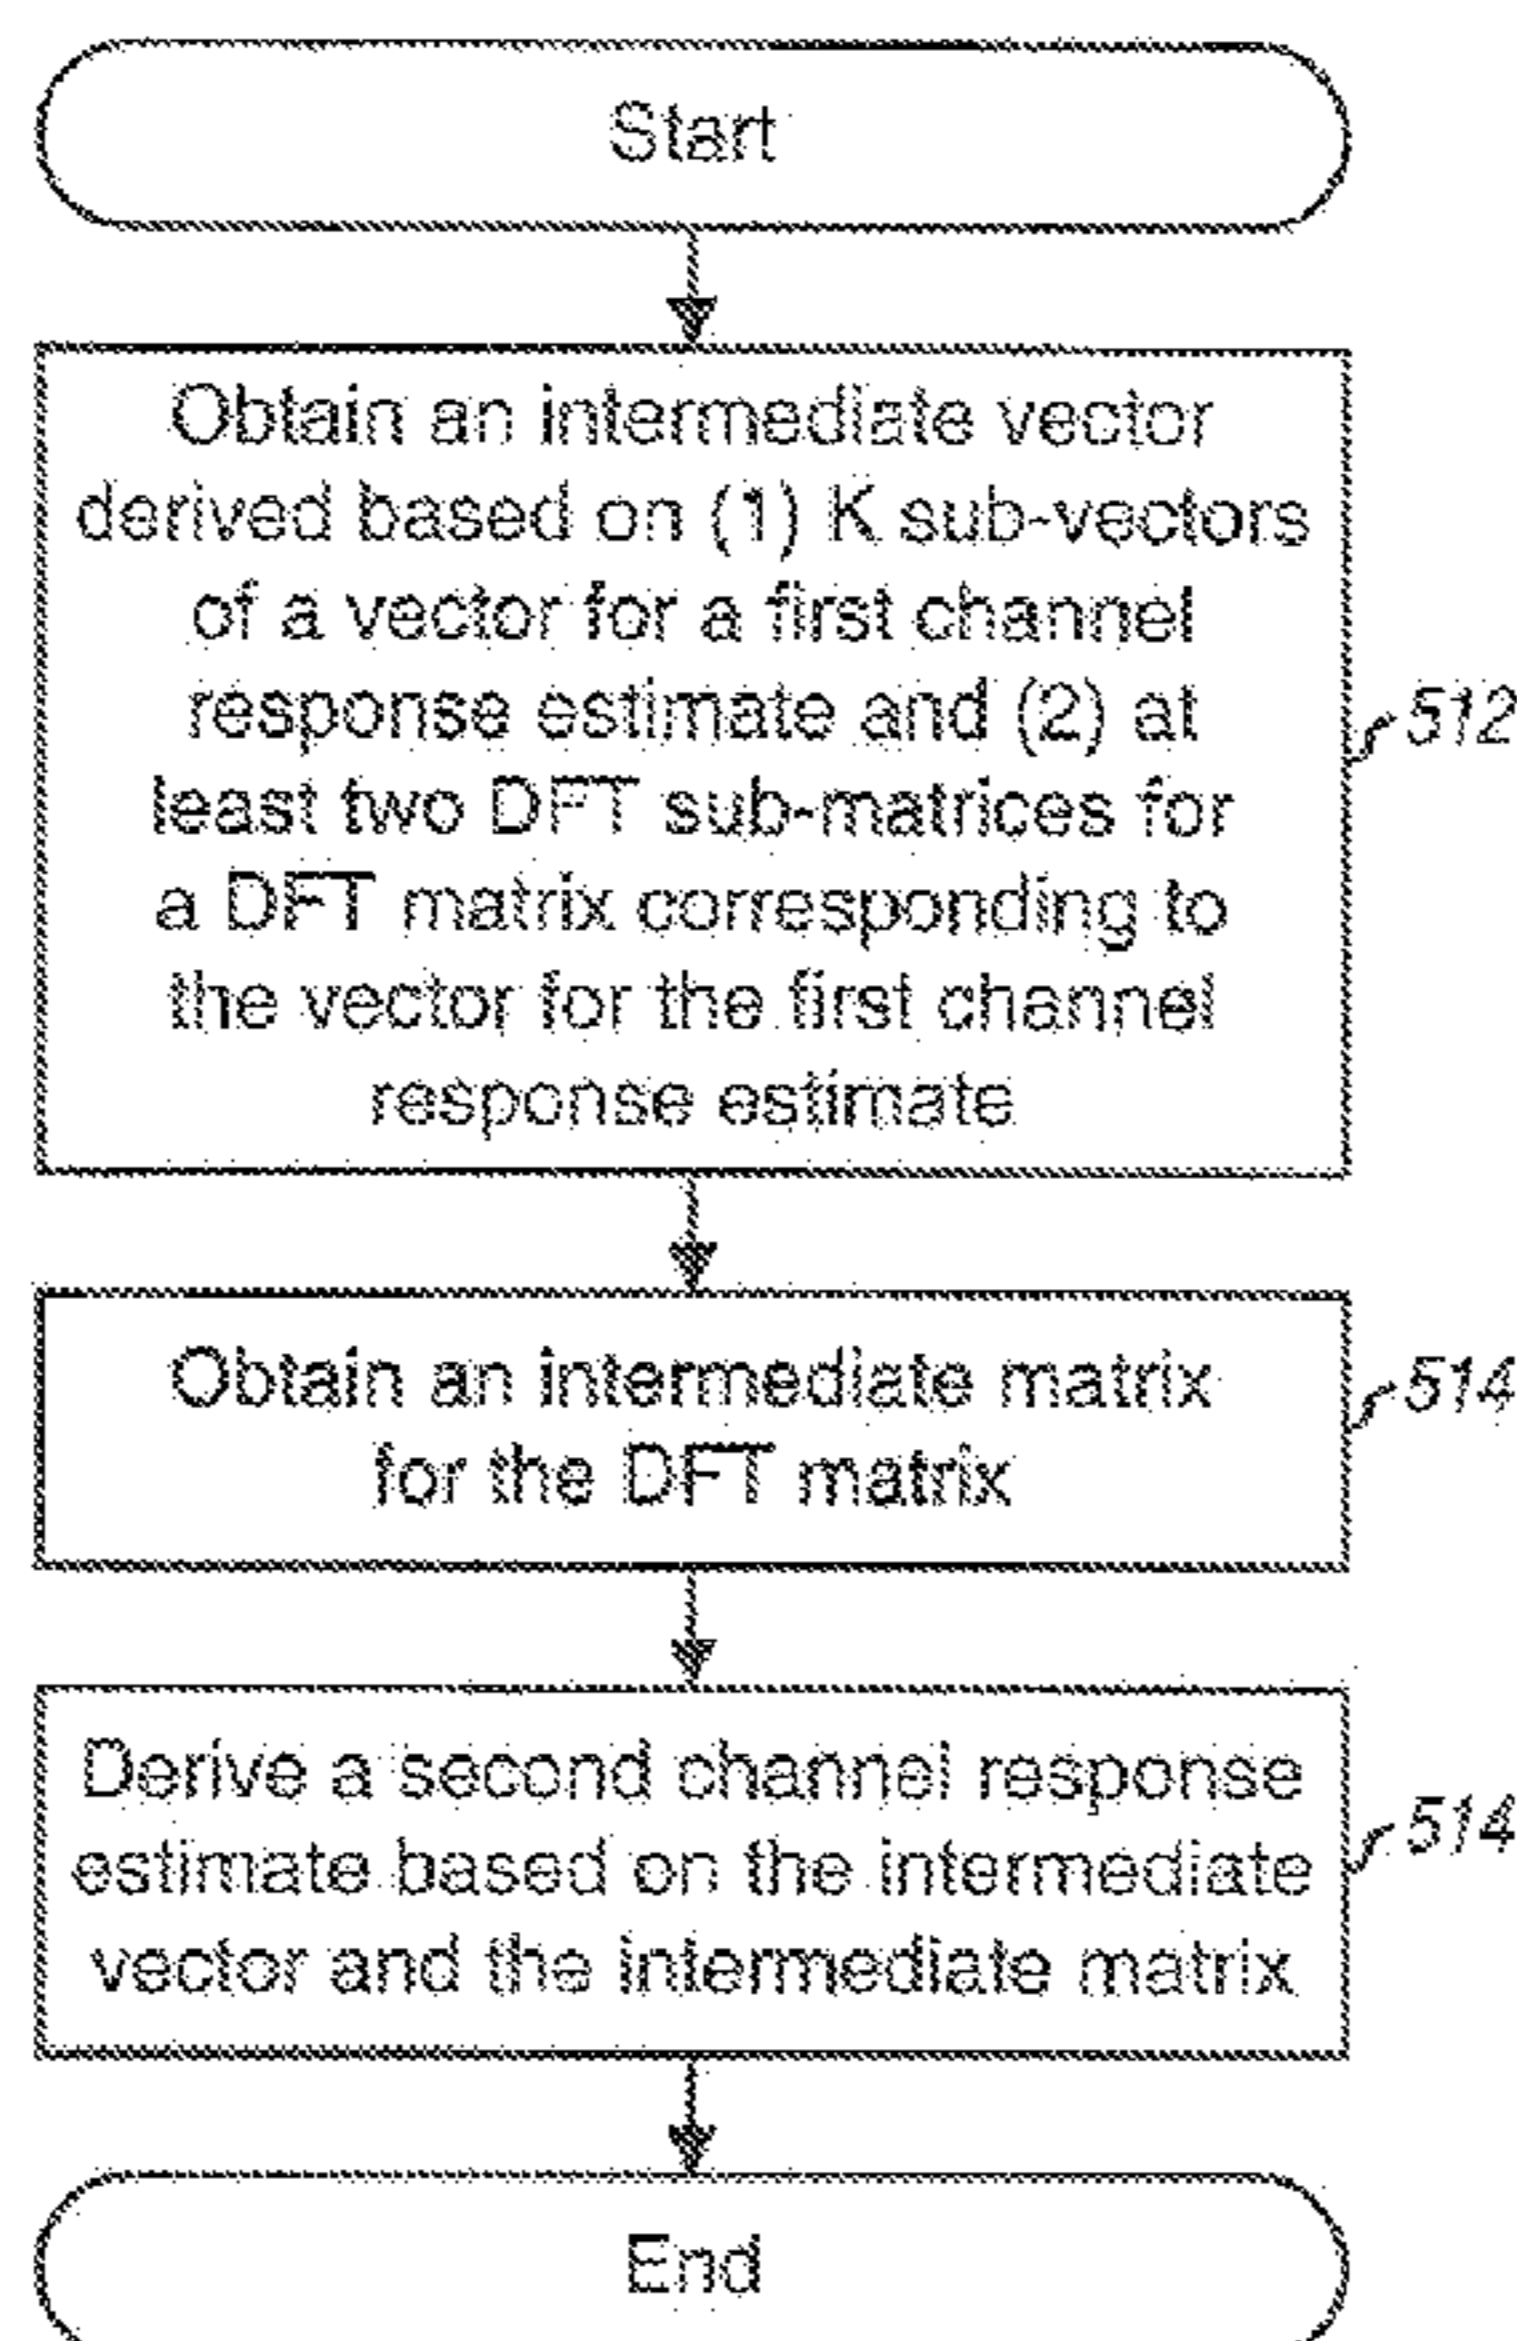 Start
Obtain an intermediate vector
derived based on (1) K sub-vectors
of a vector for a first channel
response estimate and (2) at
least two DFT sub-matrices for
a DFT matrix corresponding to
the vector for the first channel
response estimate
512
Obtain an intermediate matrix
for the DFT matrix
514
Derive a second channel response
estimate based on the intermediate
vector and the intermediate matrix
514
End